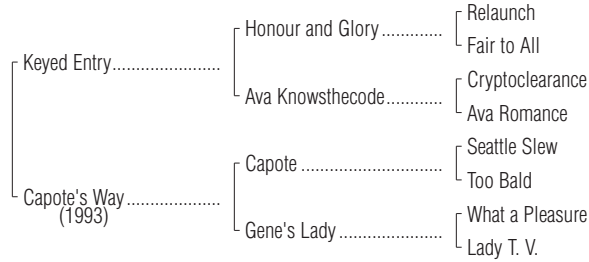 Relaunch
Honour and Glory.............
Fair to All
Keyed Entry.......................
Cryptoclearance
Ava Knowsthecode............
Ava Romance
Seattle Slew
Capote ............................
Too Bald
Capote's Way ....................
(1993)
What a Pleasure
Gene's Lady .....................
Lady T. V.